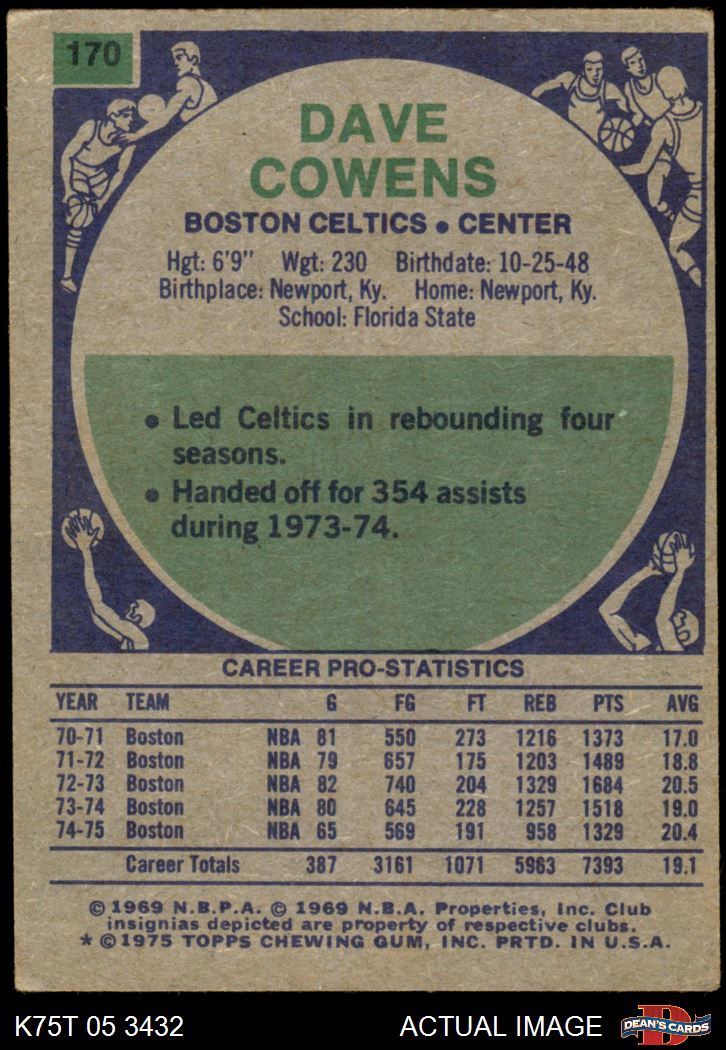 170
DAVE
COWENS
BOSTON CELTICS • CENTER
Hgt: 6'9" Wgt: 230 Birthdate: 10-25-48
Birthplace: Newport, Ky. Home: Newport, Ky.
School: Florida State
• Led Celtics in rebounding four
seasons.
• Handed off for 354 assists
during 1973-74.
CAREER PRO-STATISTICS
YEAR TEAM G FG FT REB PTS AVG
70-71 Boston NBA 81 550 273 1216 1373 17.0
71-72 Boston NBA 79 657 175 1203 1489 18.8
72-73 Boston NBA 82 740 204 1329 1684 20.5
73-74 Boston NBA 80 645 228 1257 1518 19.0
74-75 Boston NBA 65 569 191 958 1329 20.4
Career Totals 387 3161 1071 5963 7393 19.1
© 1969 N.B.P.A. © 1969 N.B.A. Properties, Inc. Club
insignias depicted are property of respective clubs.
* © 1975 TOPPS CHEWING GUM, INC. PRTD. IN U.S.A.
K75T 05 3432 ACTUAL IMAGE D DEAN'S CARDS